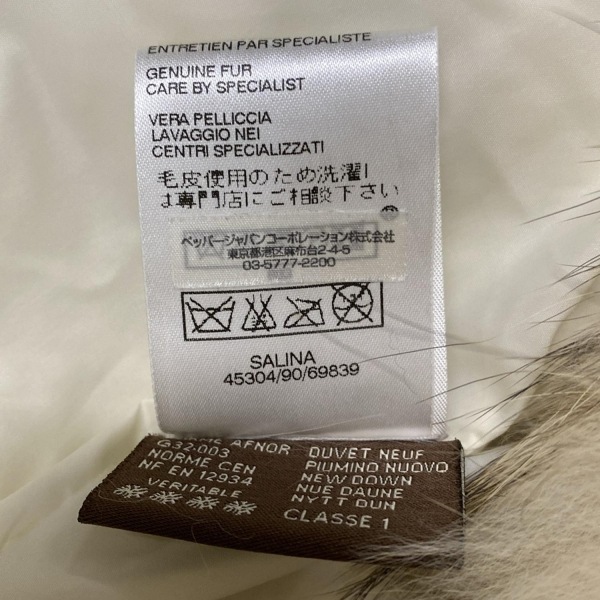 ENTRETIEN PAR SPECIALISTE
GENUINE FUR
CARE BY SPECIALIST
VERA PELLICCIA
LAVAGGIO NEI
CENTRI SPECIALIZZATI
毛皮使用のため洗濯
は専門店にご相談下さい
®
ペッパージャパンコーポレーション株式会社
東京都港区麻布台2-4-5
03-5777-2200
SALINA
45304/90/69839
AFNOR
G32-003
NORME CEN
NF EN 12934
VERITABLE
DUVET NEUF
PIUMINO NUOVO
NEW DOWN
NUE DAUNE
NYTT DUN
CLASSE 1